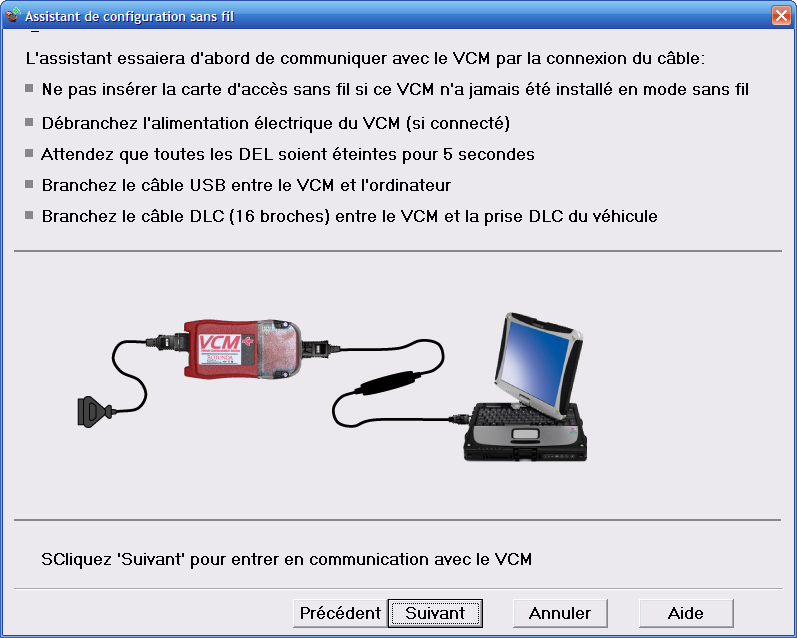 Assistant de configuration sans fil
L'assistant essaiera d'abord de communiquer avec le VCM par la connexion du câble:
Ne pas insérer la carte d'accès sans fil si ce VCM n'a jamais été installé en mode sans fil
Débranchez l'alimentation électrique du VCM (si connecté)
Attendez que toutes les DEL soient éteintes pour 5 secondes
Branchez le câble USB entre le VCM et l'ordinateur
Branchez le câble DLC (16 broches) entre le VCM et la prise DLC du véhicule
VCM
ROTUNDA
SCliquez 'Suivant' pour entrer en communication avec le VCM
Précédent Suivant Annuler Aide